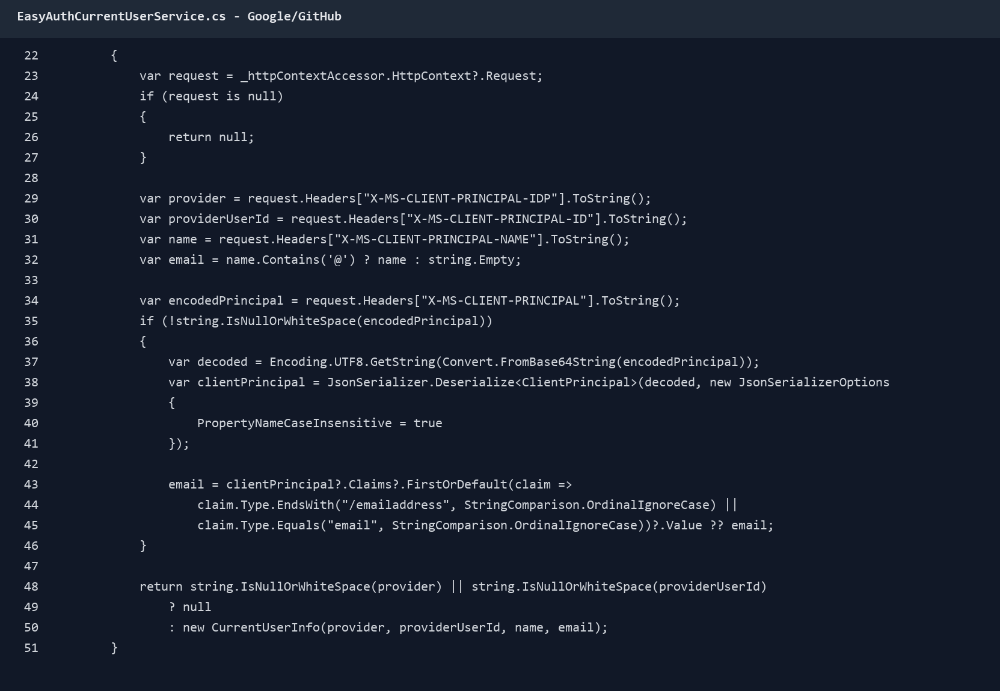 EasyAuthCurrentUserService.cs - Google/GitHub
22        {
23            var request = _httpContextAccessor.HttpContext?.Request;
24            if (request is null)
25            {
26                return null;
27            }
28
29            var provider = request.Headers["X-MS-CLIENT-PRINCIPAL-IDP"].ToString();
30            var providerUserId = request.Headers["X-MS-CLIENT-PRINCIPAL-ID"].ToString();
31            var name = request.Headers["X-MS-CLIENT-PRINCIPAL-NAME"].ToString();
32            var email = name.Contains('@') ? name : string.Empty;
33
34            var encodedPrincipal = request.Headers["X-MS-CLIENT-PRINCIPAL"].ToString();
35            if (!string.IsNullOrWhiteSpace(encodedPrincipal))
36            {
37                var decoded = Encoding.UTF8.GetString(Convert.FromBase64String(encodedPrincipal));
38                var clientPrincipal = JsonSerializer.Deserialize<ClientPrincipal>(decoded, new JsonSerializerOptions
39                {
40                    PropertyNameCaseInsensitive = true
41                });
42
43                email = clientPrincipal?.Claims?.FirstOrDefault(claim =>
44                    claim.Type.EndsWith("/emailaddress", StringComparison.OrdinalIgnoreCase) ||
45                    claim.Type.Equals("email", StringComparison.OrdinalIgnoreCase))?.Value ?? email;
46            }
47
48            return string.IsNullOrWhiteSpace(provider) || string.IsNullOrWhiteSpace(providerUserId)
49                ? null
50                : new CurrentUserInfo(provider, providerUserId, name, email);
51        }